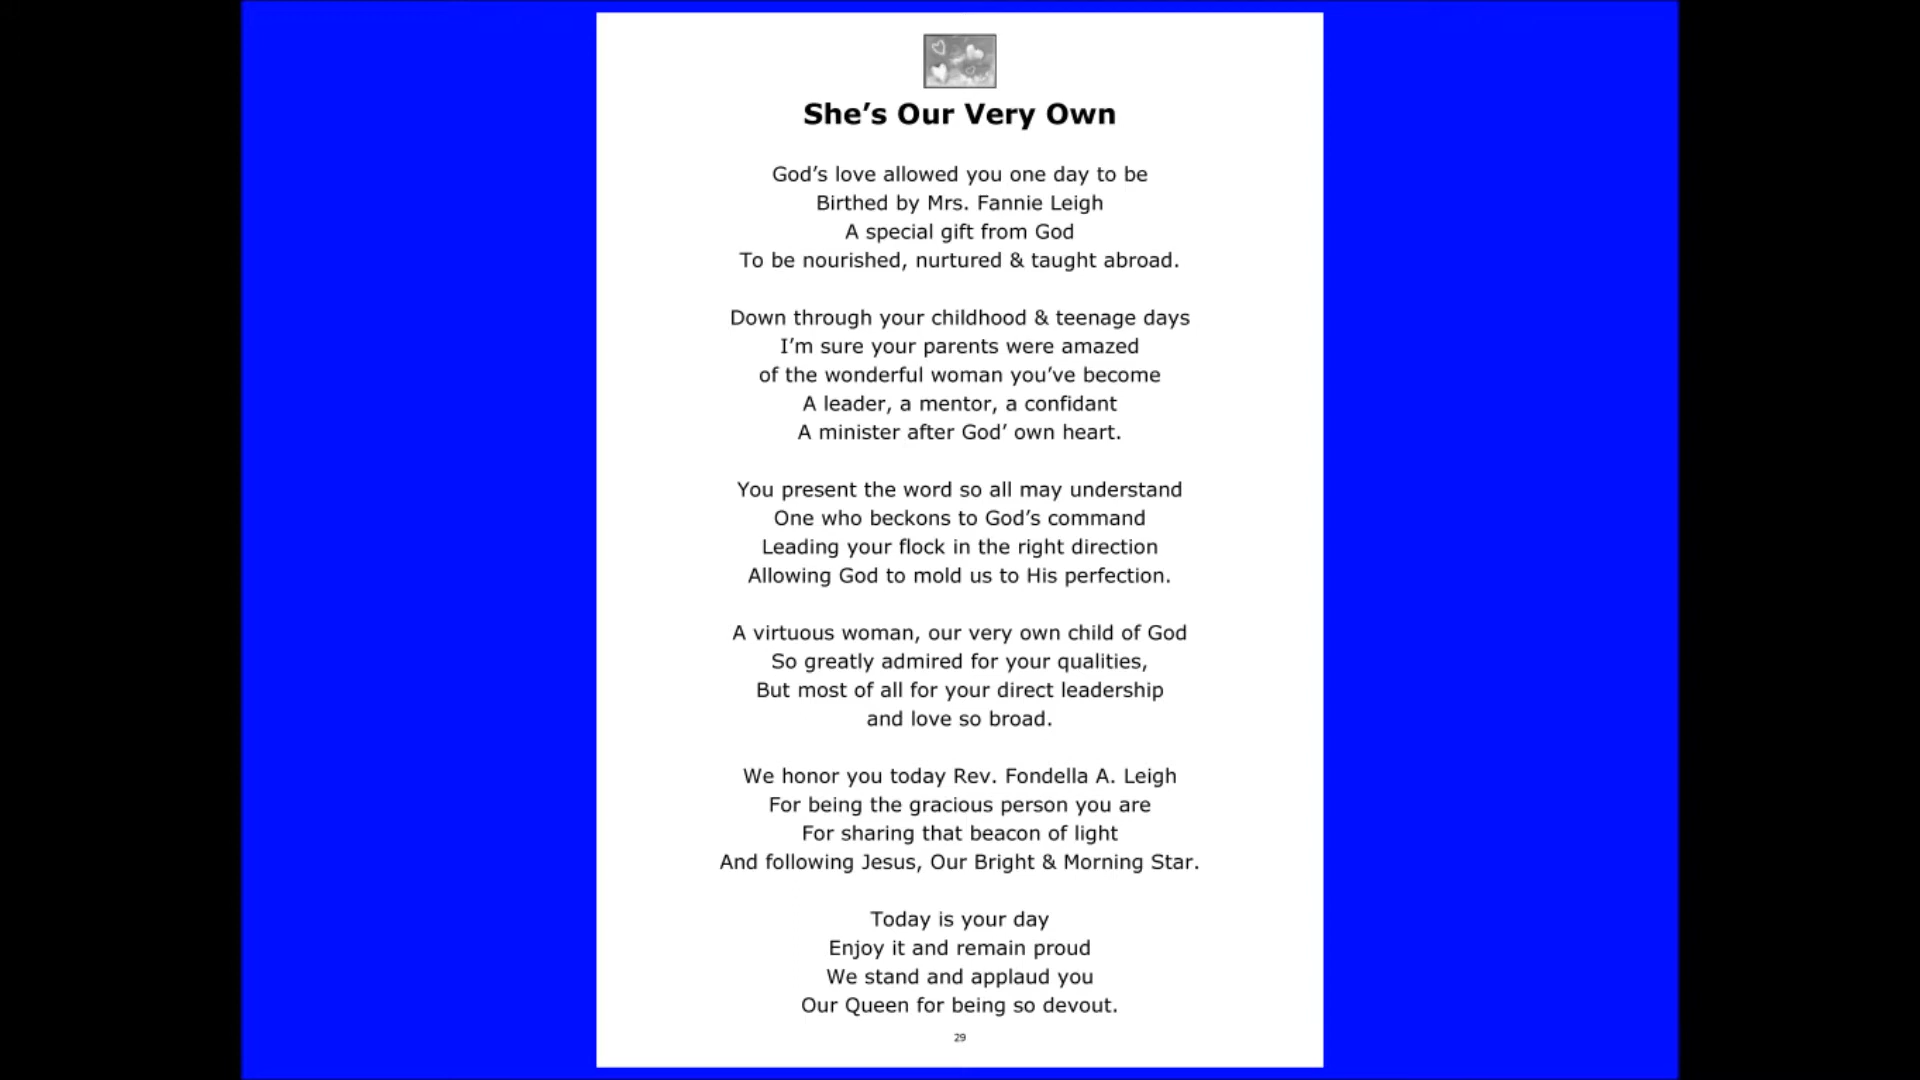 She’s Our Very Own
God’s love allowed you one day to be
Birthed by Mrs. Fannie Leigh
A special gift from God
To be nourished, nurtured & taught abroad.
Down through your childhood & teenage days
I’m sure your parents were amazed
of the wonderful woman you’ve become
A leader, a mentor, a confidant
A minister after God’ own heart.
You present the word so all may understand
One who beckons to God’s command
Leading your flock in the right direction
Allowing God to mold us to His perfection.
A virtuous woman, our very own child of God
So greatly admired for your qualities,
But most of all for your direct leadership
and love so broad.
We honor you today Rev. Fondella A. Leigh
For being the gracious person you are
For sharing that beacon of light
And following Jesus, Our Bright & Morning Star.
Today is your day
Enjoy it and remain proud
We stand and applaud you
Our Queen for being so devout.
29